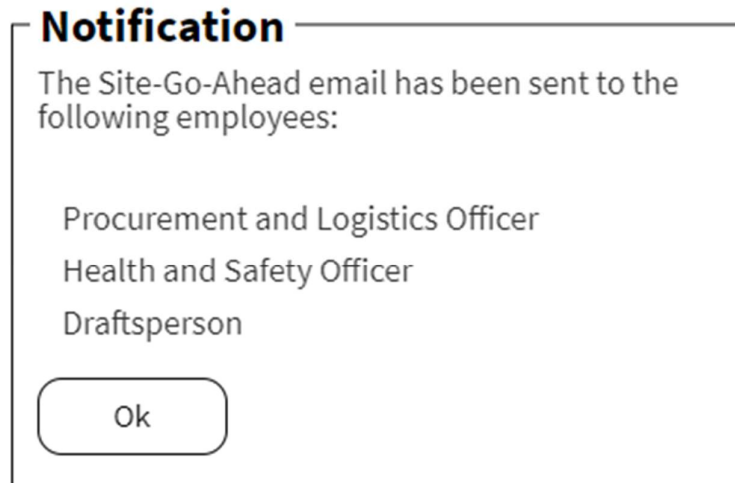 Notification
The Site-Go-Ahead email has been sent to the
following employees:
Procurement and Logistics Officer
Health and Safety Officer
Draftsperson
Ok